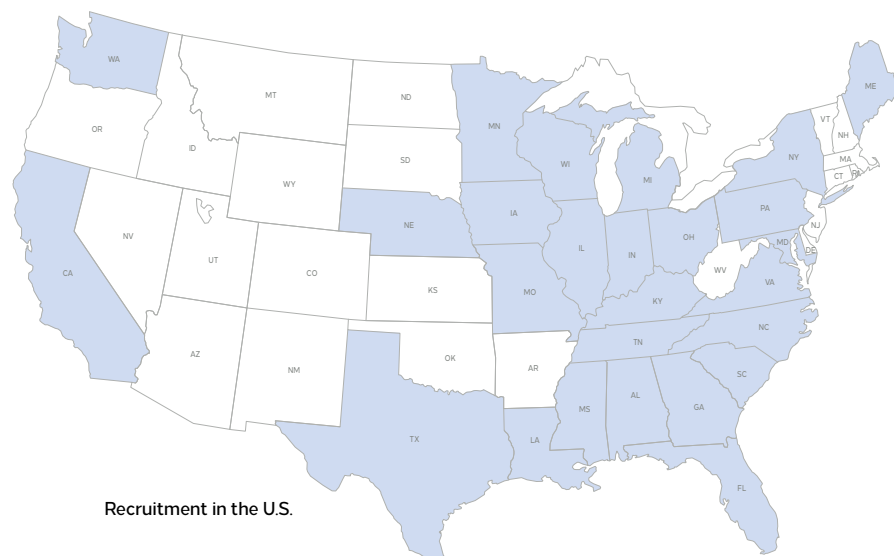 WA
ME
MT
ND
VT
MN
OR
NH
ID
NY
MA
WI
SD
MI
CT
RI
WY
PA
IA
NE
NJ
OH
NV
MD
IL
IN
DE
UT
WV
CO
CA
VA
KS
MO
KY
NC
TN
AZ
OK
AR
NM
SC
AL
GA
MS
TX
LA
FL
Recruitment in the U.S.